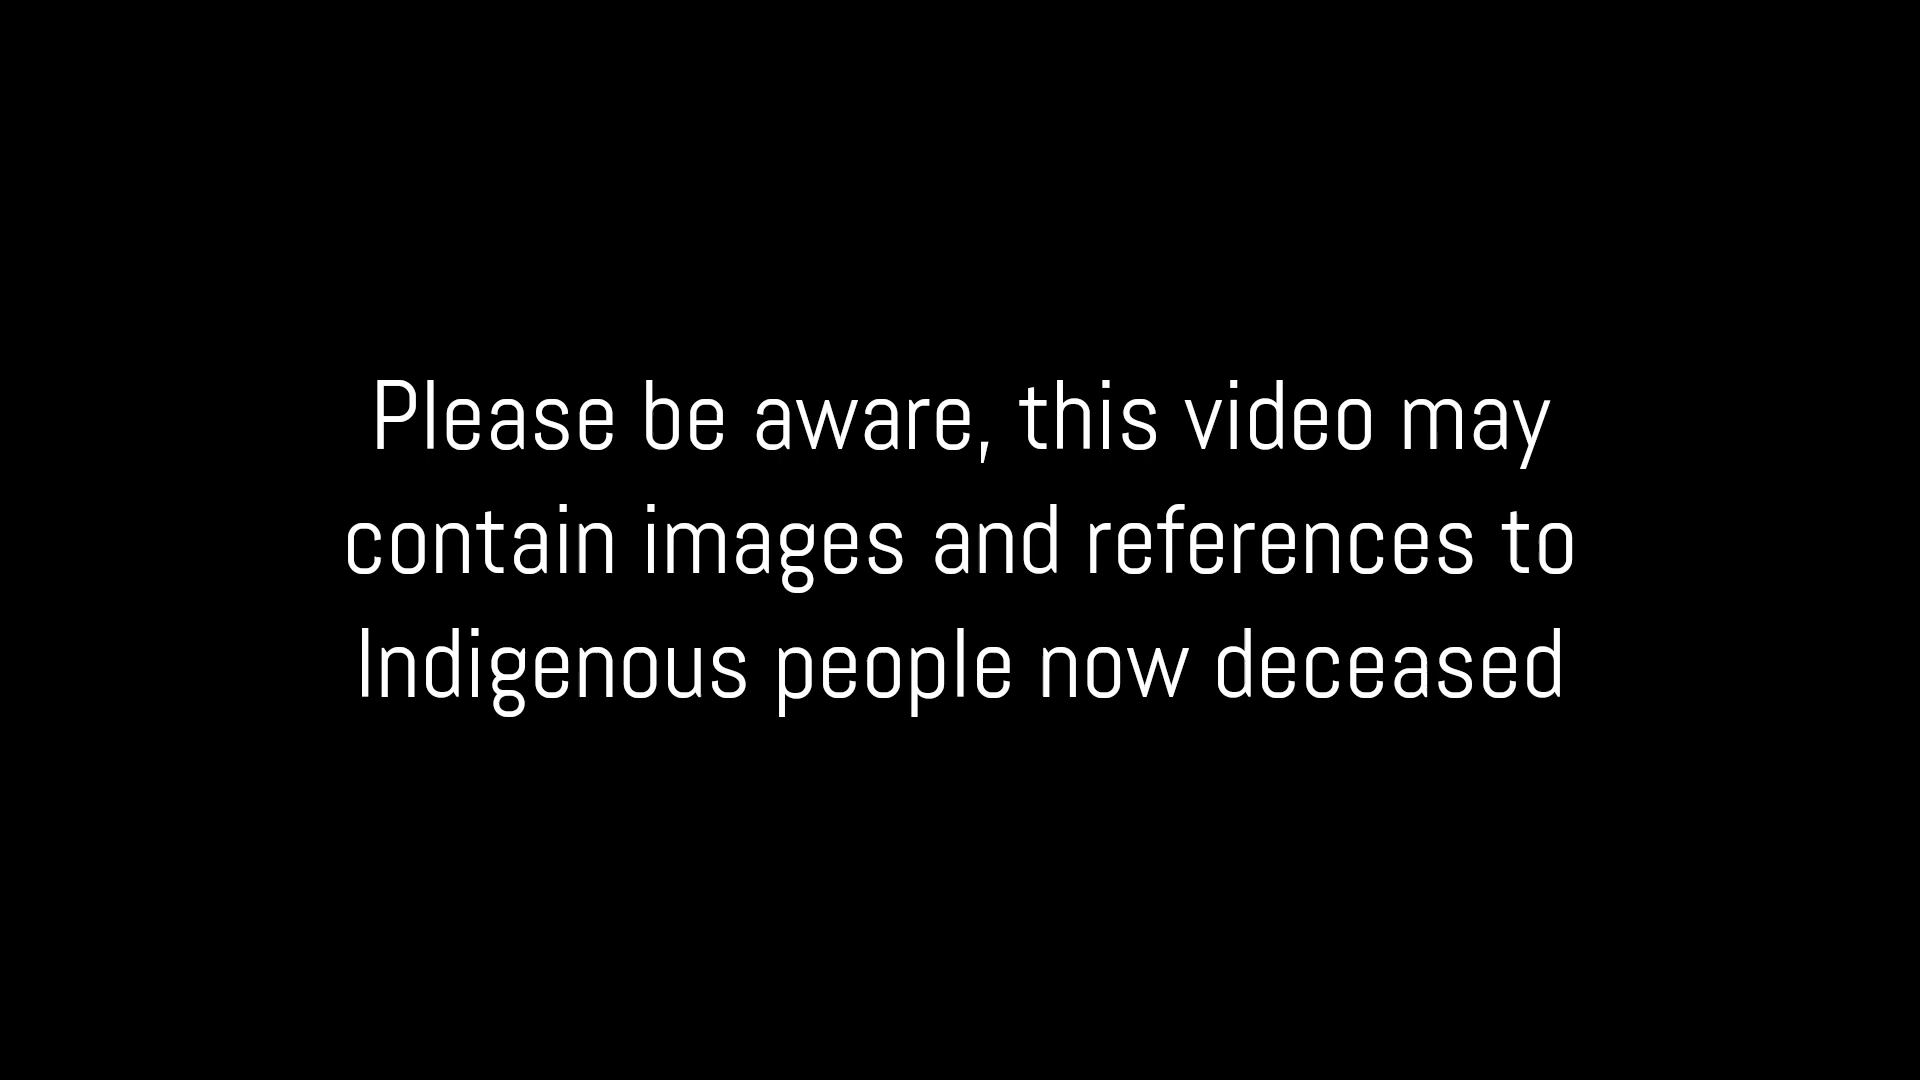 Please be aware, this video may
contain images and references to
Indigenous people now deceased